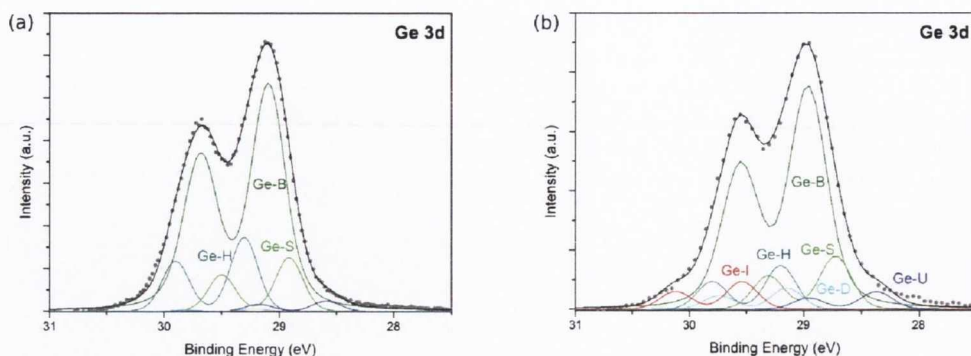 (a)
Ge 3d
Intensity (a.u.)
Ge-B
Ge-H
Ge-S
31 30 29 28
Binding Energy (eV)
(b)
Ge 3d
Intensity (a.u.)
Ge-B
Ge-H
Ge-S
Ge-I
Ge-D
Ge-U
31 30 29 28
Binding Energy (eV)